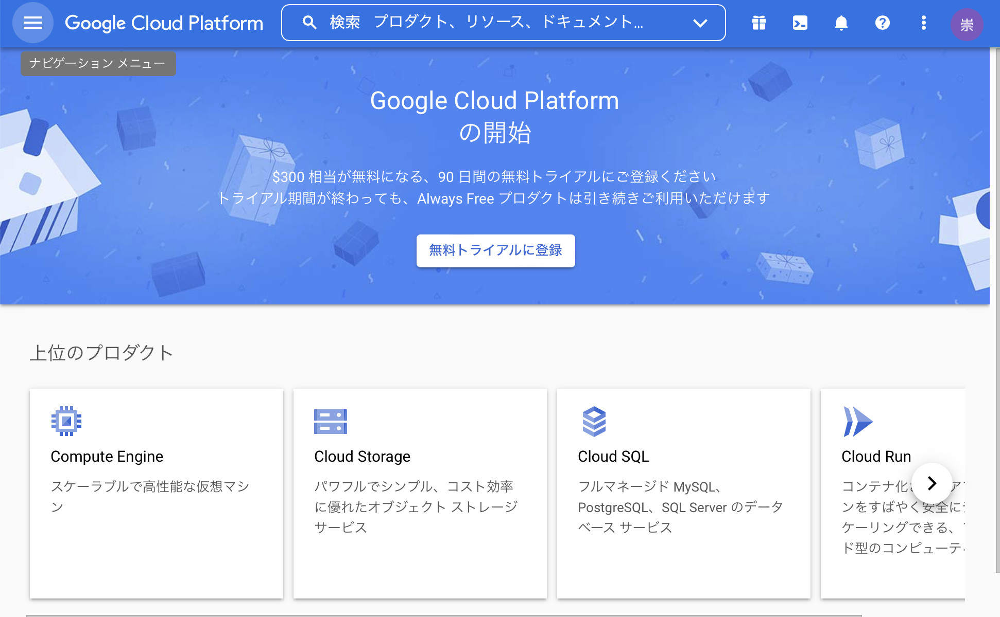 Google Cloud Platform
検索 プロダクト、リソース、ドキュメント...
崇
ナビゲーション メニュー
Google Cloud Platform
の開始
$300 相当が無料になる、90 日間の無料トライアルにご登録ください
トライアル期間が終わっても、Always Free プロダクトは引き続きご利用いただけます
無料トライアルに登録
上位のプロダクト
Compute Engine
スケーラブルで高性能な仮想マシ
ン
Cloud Storage
パワフルでシンプル、コスト効率
に優れたオブジェクト ストレージ
サービス
Cloud SQL
フルマネージド MySQL、
PostgreSQL、SQL Server のデータ
ベース サービス
Cloud Run
コンテナ化
ンをすばやく安全に
ケーリングできる、
ド型のコンピューテ